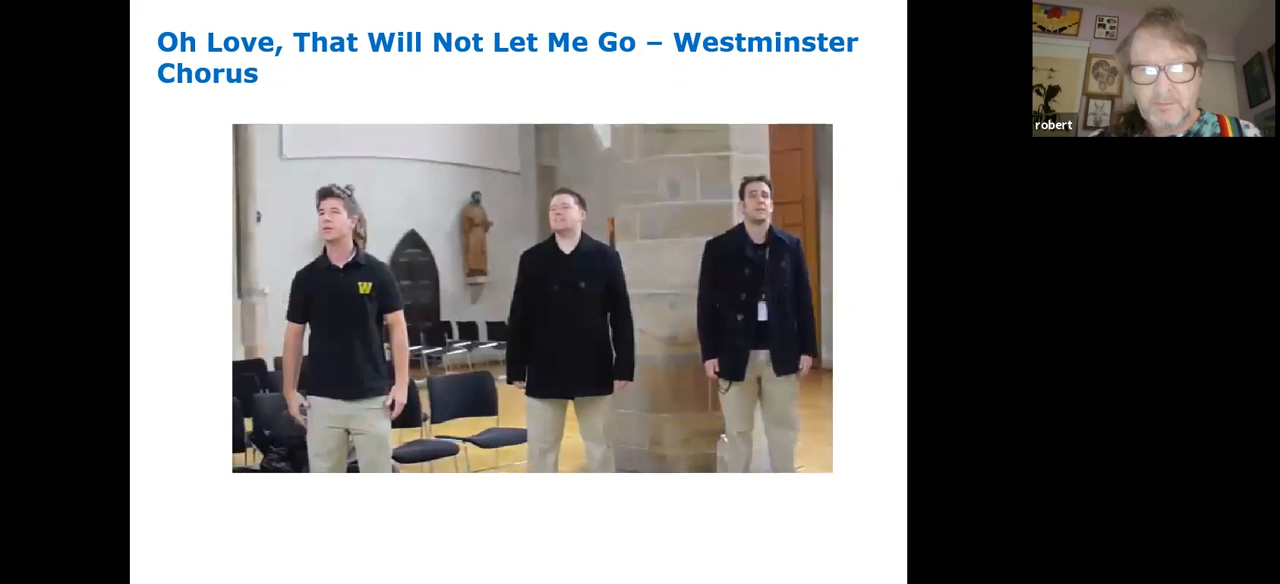 Oh Love, That Will Not Let Me Go – Westminster
Chorus
robert
W